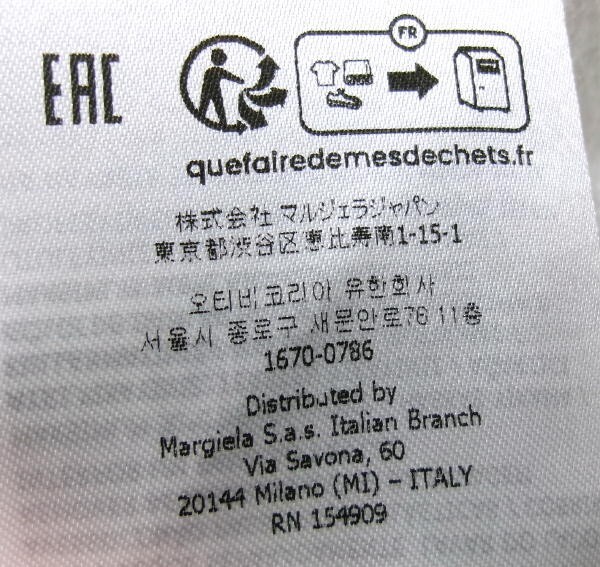 EAC
FR
quefairedemesdechets.fr
株式会社 マルジェラジャパン
東京都渋谷区恵比寿南1-15-1
오티비코리아 유한회사
서울시 종로구 새문안로76 11층
1670-0786
Distributed by
Margiela S.a.s. Italian Branch
Via Savona, 60
20144 Milano (MI) – ITALY
RN 154909